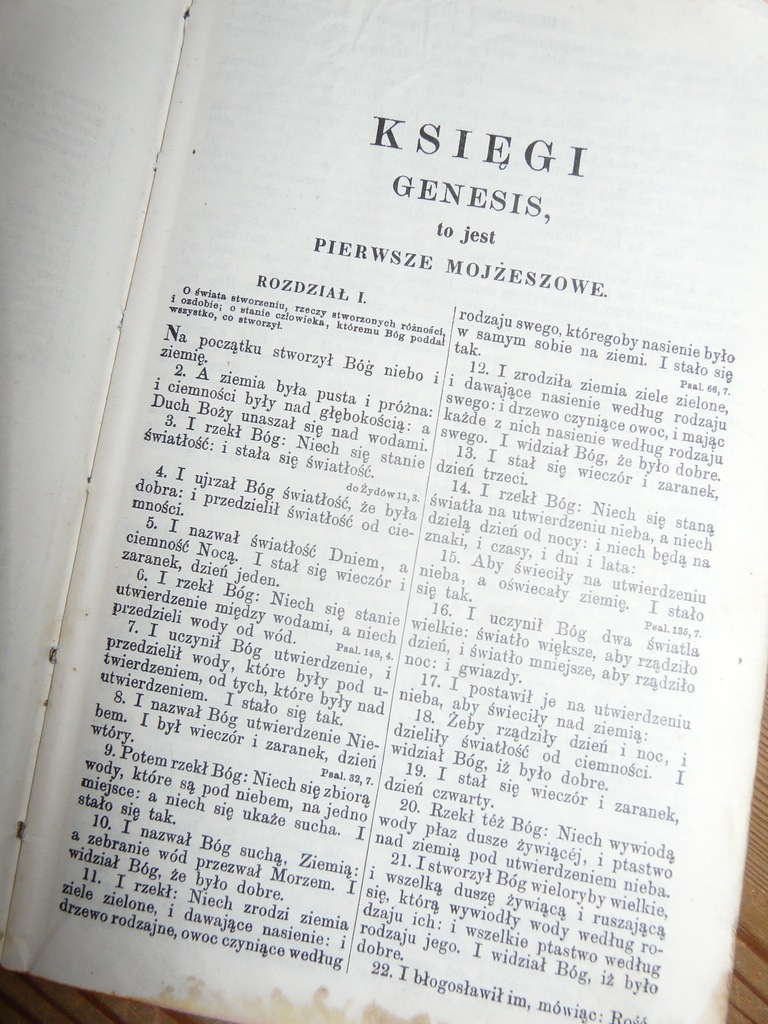 KSIĘGI
GENESIS,
to jest
PIERWSZE MOJŻESZOWE.
ROZDZIAŁ I.
O świata stworzeniu, rzeczy stworzonych różności,
i ozdobie; o stanie człowieka, któremu Bóg poddał
wszystko, co stworzył.
Na początku stworzył Bóg niebo i
ziemię.
2. A ziemia była pusta i próżna:
i ciemności były nad głębokością: a
Duch Boży unaszał się nad wodami.
3. I rzekł Bóg: Niech się stanie
światłość: i stała się światłość.
do Żydów 11, 3.
4. I ujrzał Bóg światłość, że była
dobra: i przedzielił światłość od cie-
mności.
5. I nazwał światłość Dniem, a
ciemność Nocą. I stał się wieczór i
zaranek, dzień jeden.
6. I rzekł Bóg: Niech się stanie
utwierdzenie między wodami, a niech
przedzieli wody od wód.
Psal. 148, 4.
7. I uczynił Bóg utwierdzenie, i
przedzielił wody, które były pod u-
twierdzeniem, od tych, które były nad
utwierdzeniem. I stało się tak.
8. I nazwał Bóg utwierdzenie Nie-
bem. I był wieczór i zaranek, dzień
wtóry.
Psal. 32, 7.
9. Potem rzekł Bóg: Niech się zbiorą
wody, które są pod niebem, na jedno
miejsce: a niech się ukaże sucha. I
stało się tak.
10. I nazwał Bóg suchą, Ziemią:
a zebranie wód przezwał Morzem. I
widział Bóg, że było dobre.
11. I rzekł: Niech zrodzi ziemia
ziele zielone, i dawające nasienie: i
drzewo rodzajne, owoc czyniące według
rodzaju swego, któregoby nasienie było
w samym sobie na ziemi. I stało się
tak.
Psal. 66, 7.
12. I zrodziła ziemia ziele zielone,
i dawające nasienie według rodzaju
swego: i drzewo czyniące owoc, i mając
każde z nich nasienie według rodzaju
swego. I widział Bóg, że było dobre.
13. I stał się wieczór i zaranek,
dzień trzeci.
14. I rzekł Bóg: Niech się staną
światła na utwierdzeniu nieba, a niech
dzielą dzień od nocy: i niech będą na
znaki, i czasy, i dni i lata:
15. Aby świeciły na utwierdzeniu
nieba, a oświecały ziemię. I stało
się tak.
Psal. 135, 7.
16. I uczynił Bóg dwa światła
wielkie: światło większe, aby rządziło
dzień, i światło mniejsze, aby rządziło
noc: i gwiazdy.
17. I postawił je na utwierdzeniu
nieba, aby świeciły nad ziemią:
18. Żeby rządziły dzień i noc, i
dzieliły światłość od ciemności. I
widział Bóg, iż było dobre.
19. I stał się wieczór i zaranek,
dzień czwarty.
20. Rzekł téż Bóg: Niech wywiodą
wody płaz dusze żywiącéj, i ptastwo
nad ziemią pod utwierdzeniem nieba.
21. I stworzył Bóg wieloryby wielkie,
i wszelką duszę żywiącą i ruszającą
się, którą wywiodły wody według ro-
dzaju ich: i wszelkie ptastwo według
rodzaju jego. I widział Bóg, iż było
dobre.
22. I błogosławił im, mówiąc: